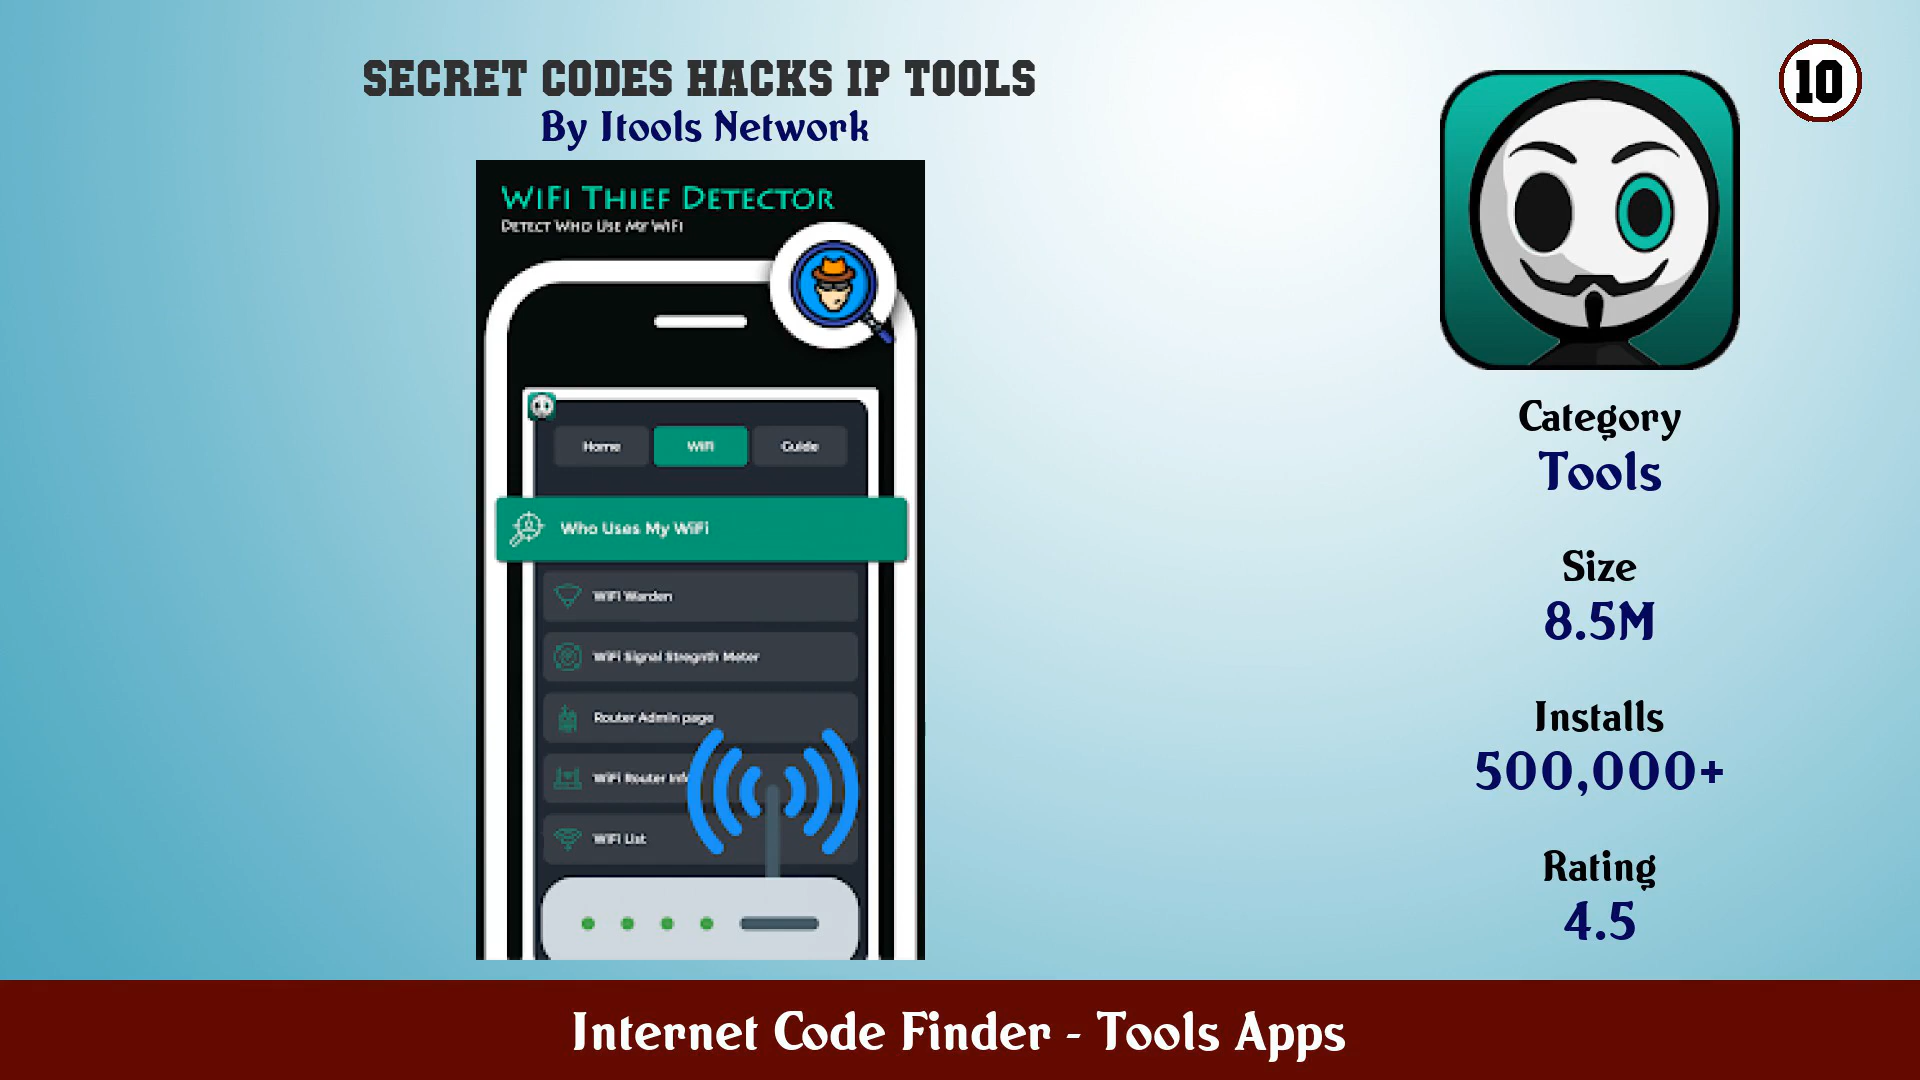 SECRET CODES HACKS IP TOOLS
By Itools Network
10
WiFi Thief Detector
Detect Who Use My WiFi
Home
Wifi
Guide
Who Uses My WiFi
WiFi Warden
WiFi Signal Stregnth Meter
Router Admin page
WiFi Router Inf
WiFi List
Category
Tools
Size
8.5M
Installs
500,000+
Rating
4.5
Internet Code Finder - Tools Apps